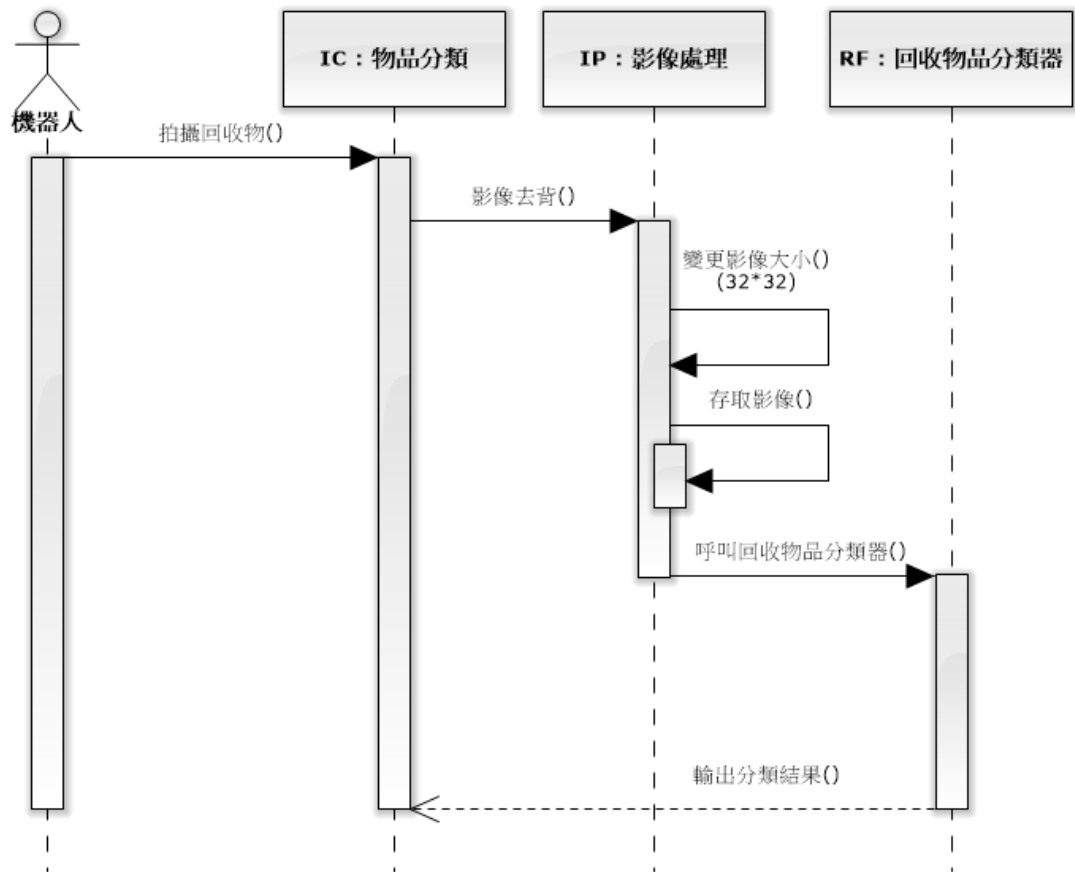 IC：物品分類
IP：影像處理
RF：回收物品分類器
機器人
拍攝回收物()
影像去背()
變更影像大小()
(32*32)
存取影像()
呼叫回收物品分類器()
輸出分類結果()